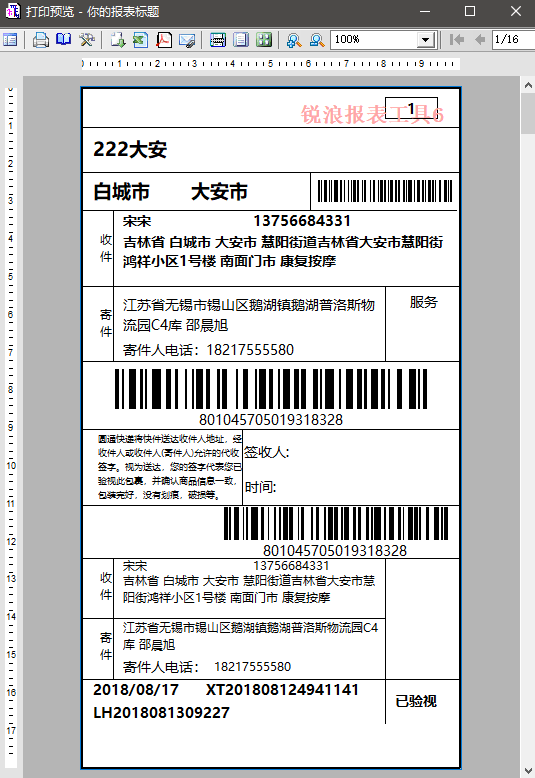 打印预览 - 你的报表标题
100%
1/16
锐浪报表工具6
1
222大安
白城市 大安市
收件
宋宋 13756684331
吉林省 白城市 大安市 慧阳街道吉林省大安市慧阳街
鸿祥小区1号楼 南面门市 康复按摩
寄件
江苏省无锡市锡山区鹅湖镇鹅湖普洛斯物
流园C4库 邵晨旭
寄件人电话：18217555580
服务
801045705019318328
圆通快递将快件送达收件人地址，经
收件人或收件人(寄件人)允许的代收
签字。视为送达，您的签字代表您已
验视此包裹，并确认商品信息一致，
包装完好，没有划痕，破损等。
签收人:
时间:
801045705019318328
收件
宋宋 13756684331
吉林省 白城市 大安市 慧阳街道吉林省大安市慧
阳街鸿祥小区1号楼 南面门市 康复按摩
寄件
江苏省无锡市锡山区鹅湖镇鹅湖普洛斯物流园C4
库 邵晨旭
寄件人电话： 18217555580
2018/08/17 XT201808124941141
LH2018081309227
已验视